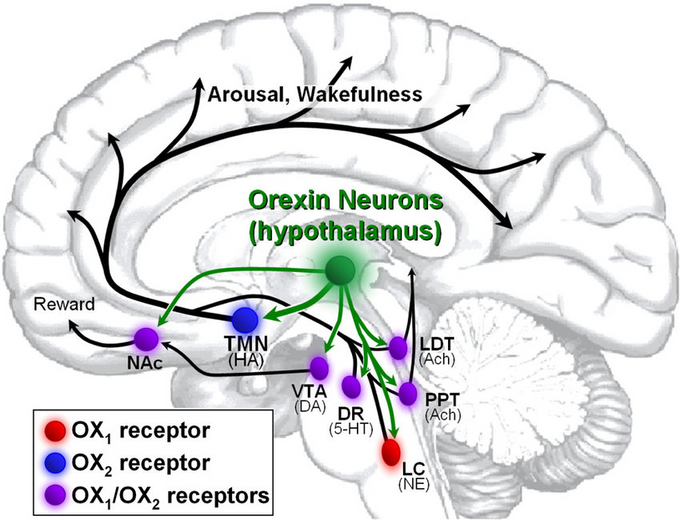 Arousal, Wakefulness
Orexin Neurons
(hypothalamus)
Reward
NAc
TMN
(HA)
VTA
(DA)
DR
(5-HT)
LDT
(Ach)
PPT
(Ach)
LC
(NE)
OX₁ receptor
OX₂ receptor
OX₁/OX₂ receptors